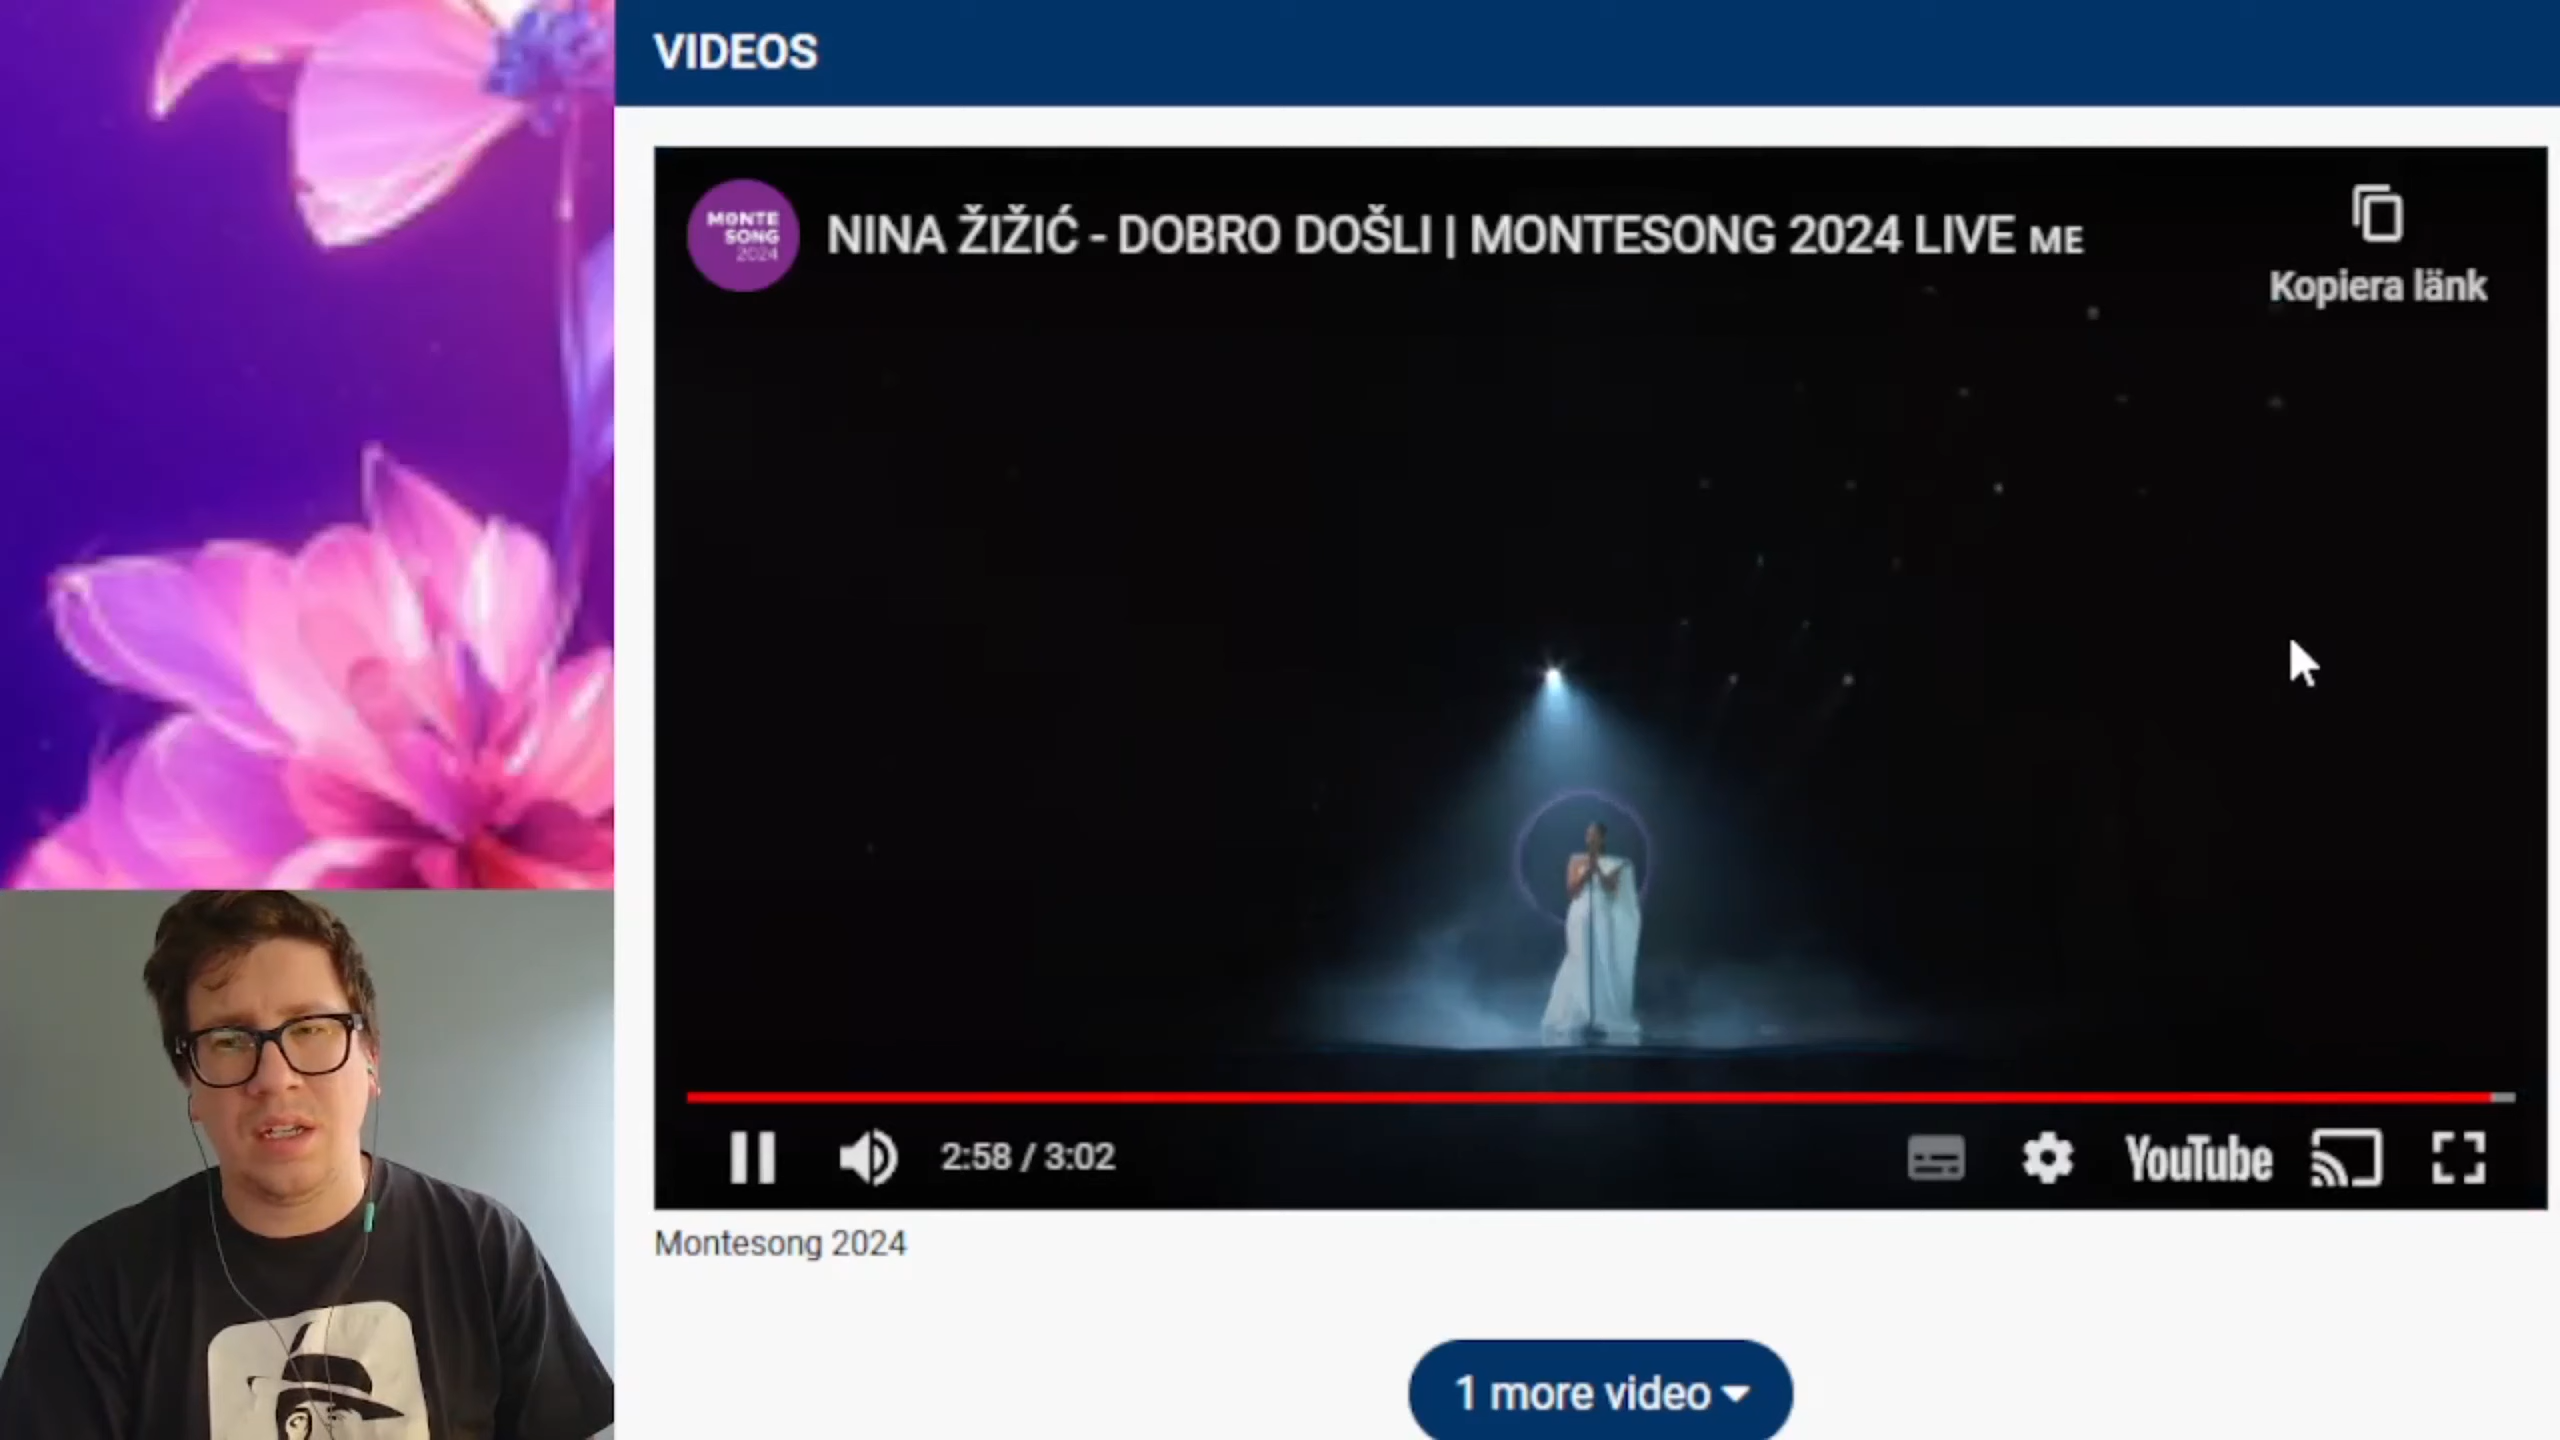 VIDEOS
MONTE
SONG
2024
NINA ŽIŽIĆ - DOBRO DOŠLI | MONTESONG 2024 LIVE ME
Kopiera länk
2:58 / 3:02
YouTube
Montesong 2024
1 more video